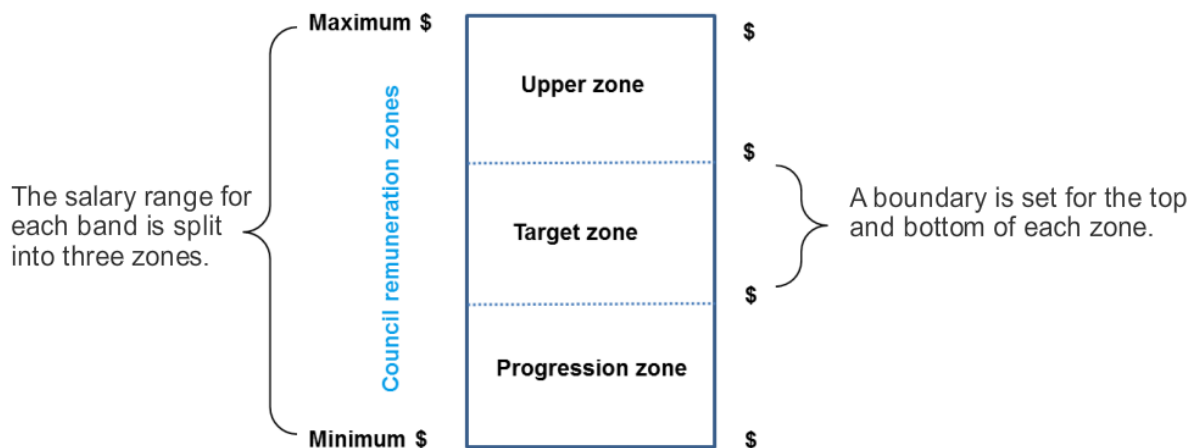 Maximum $
$
Upper zone
Council remuneration zones
$
The salary range for
each band is split
into three zones.
Target zone
A boundary is set for the top
and bottom of each zone.
$
Progression zone
Minimum $
$